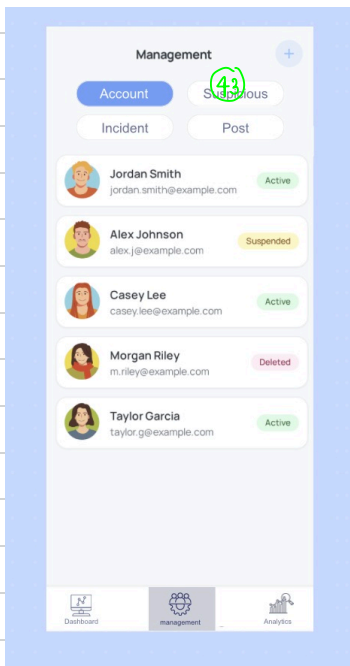 Management +
43
Account Suspicious
Incident Post
Jordan Smith
jordan.smith@example.com Active
Alex Johnson
alex.j@example.com Suspended
Casey Lee
casey.lee@example.com Active
Morgan Riley
m.riley@example.com Deleted
Taylor Garcia
taylor.g@example.com Active
Dashboard management Analytics